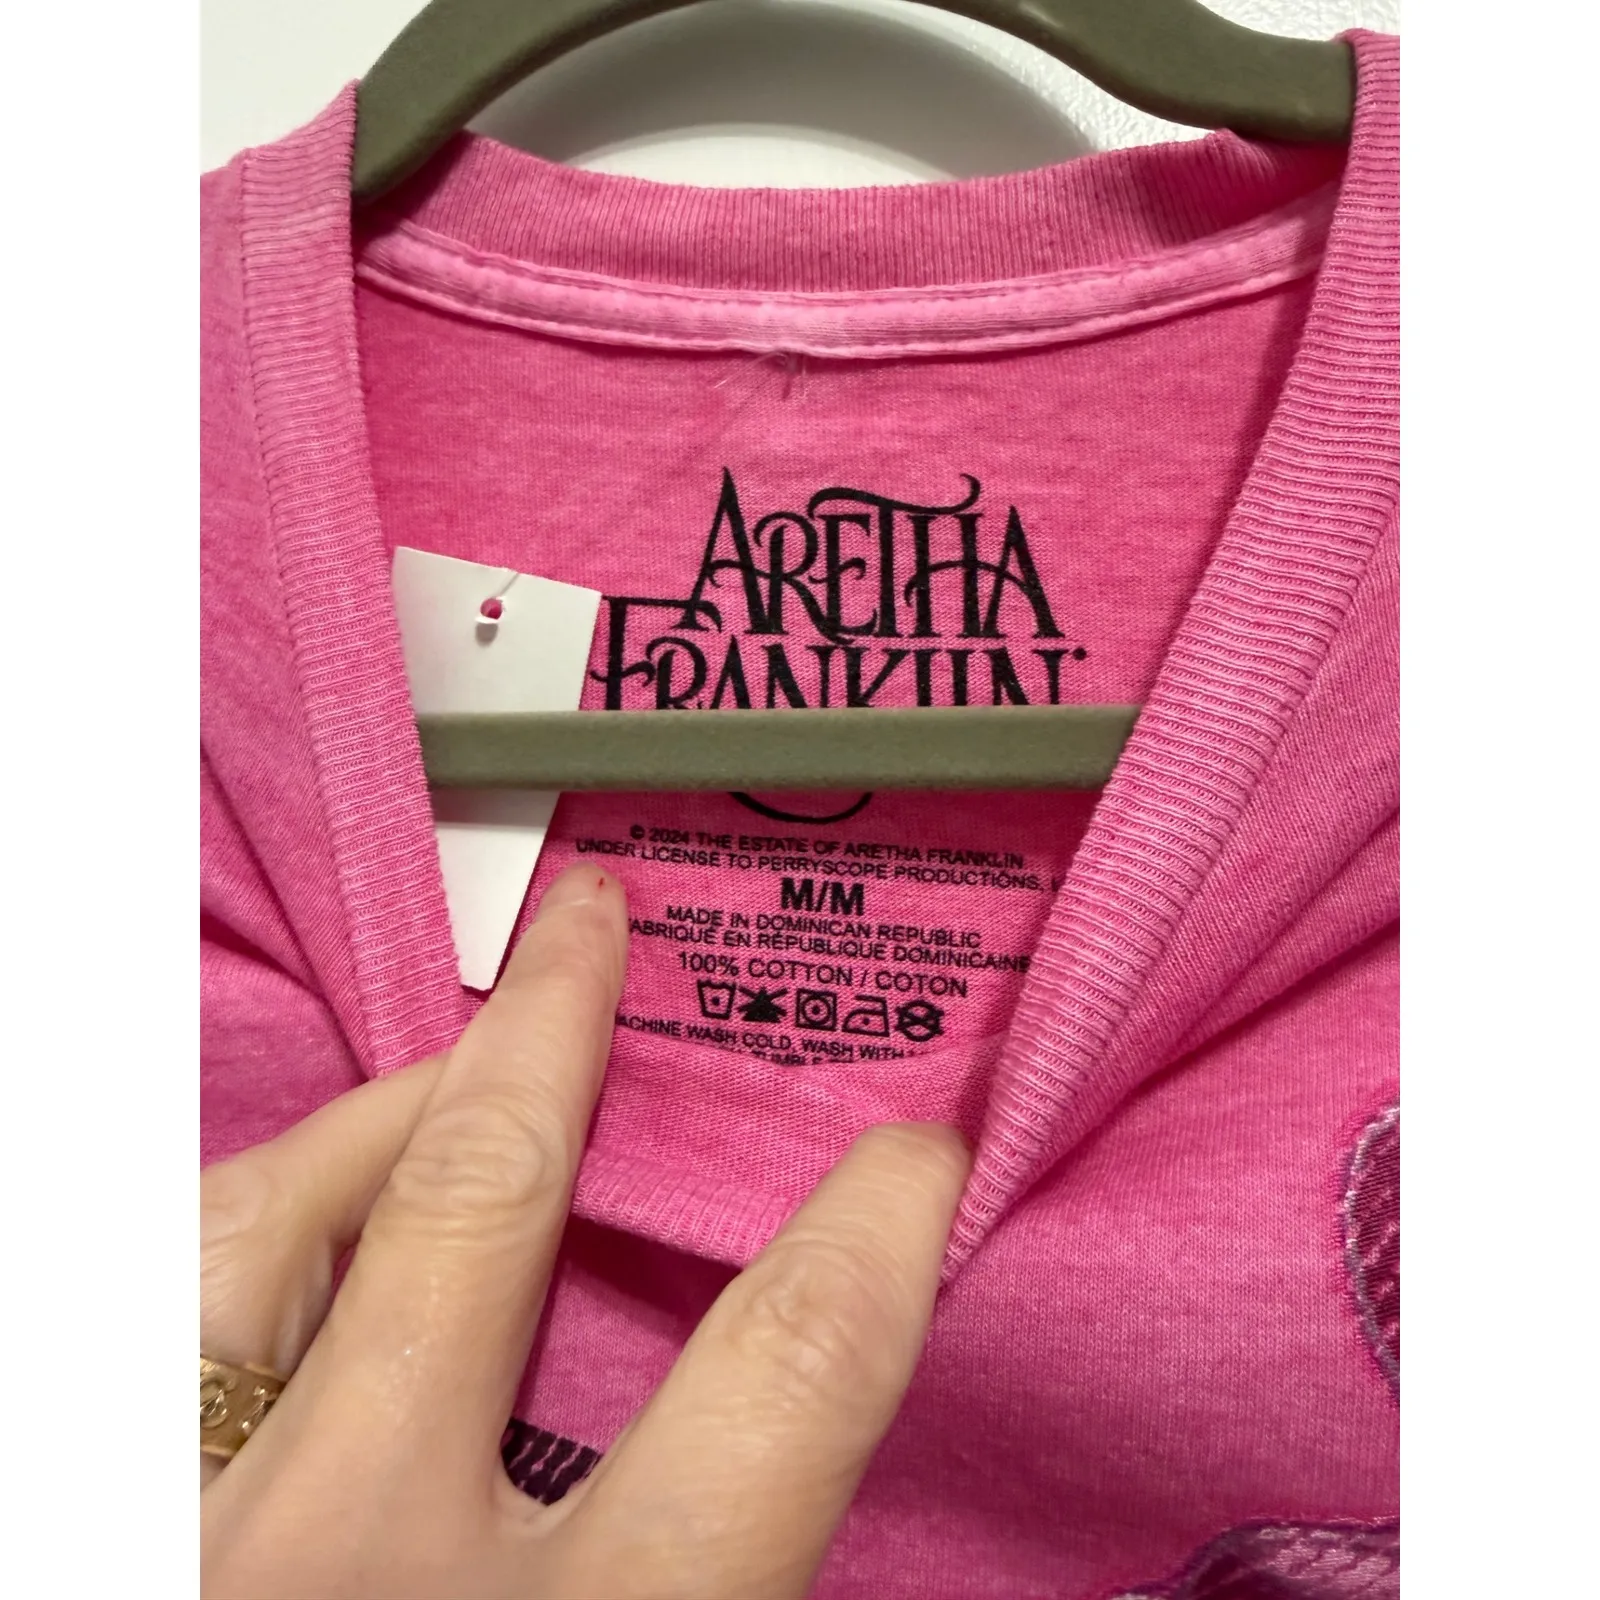 ARETHA
FRANKLIN
© 2024 THE ESTATE OF ARETHA FRANKLIN
UNDER LICENSE TO PERRYSCOPE PRODUCTIONS,
M/M
MADE IN DOMINICAN REPUBLIC
FABRIQUÉ EN RÉPUBLIQUE DOMINICAINE
100% COTTON / COTON
MACHINE WASH COLD, WASH WITH
TUMBLE